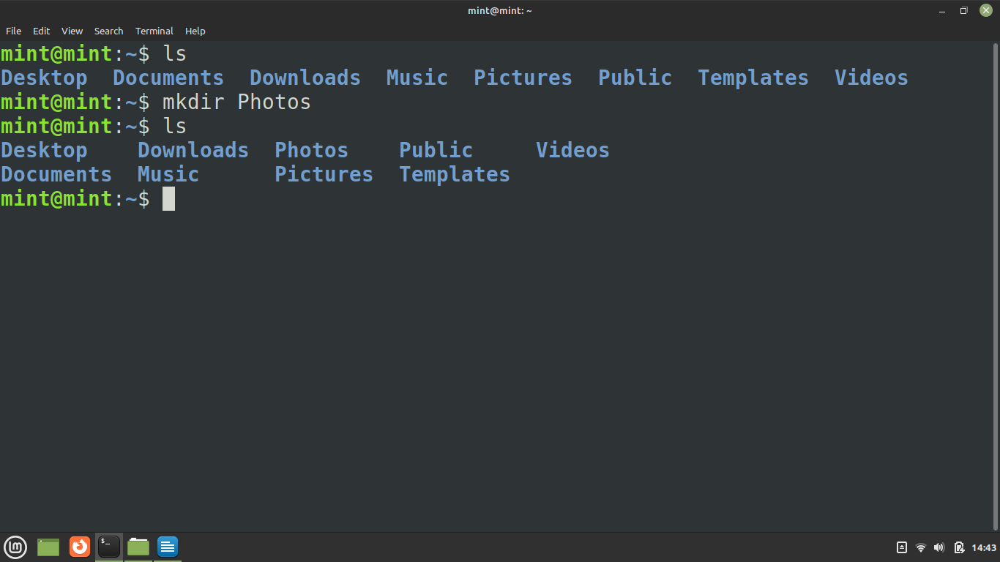 mint@mint: ~
File Edit View Search Terminal Help
mint@mint:~$ ls
Desktop Documents Downloads Music Pictures Public Templates Videos
mint@mint:~$ mkdir Photos
mint@mint:~$ ls
Desktop Downloads Photos Public Videos
Documents Music Pictures Templates
mint@mint:~$
$_
14:43